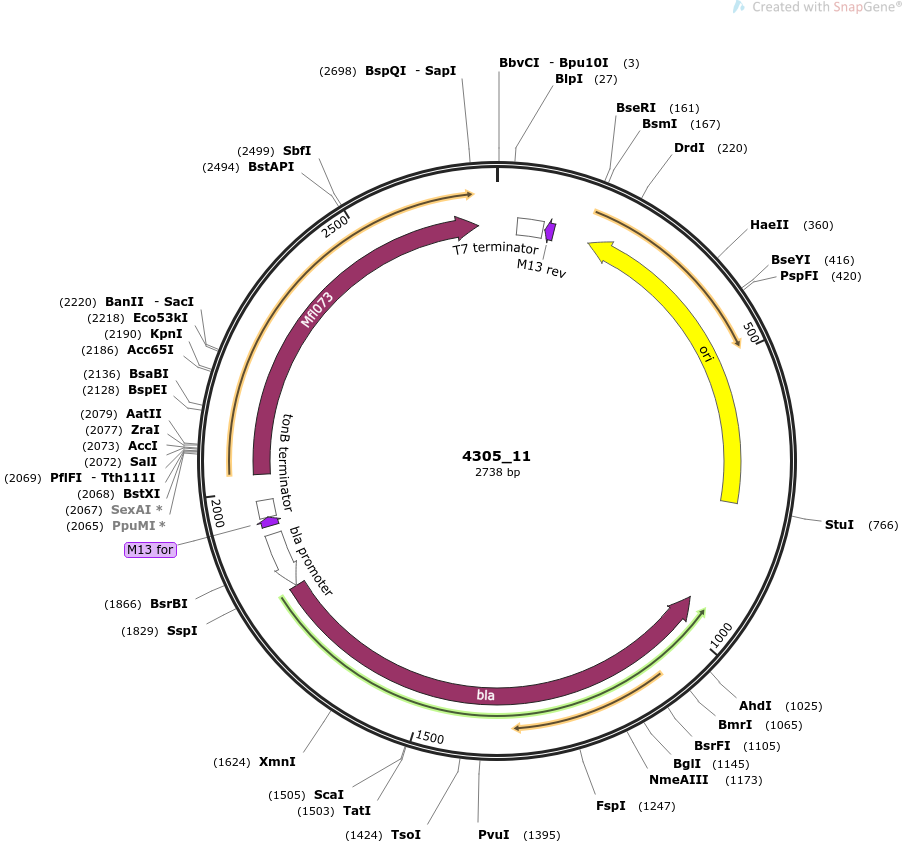 Created with SnapGene®
(2698) BspQI - SapI
BbvCI - Bpu10I (3)
BlpI (27)
BseRI (161)
BsmI (167)
DrdI (220)
HaeII (360)
BseYI (416)
PspFI (420)
500
StuI (766)
1000
AhdI (1025)
BmrI (1065)
BsrFI (1105)
BglI (1145)
NmeAIII (1173)
FspI (1247)
PvuI (1395)
(1424) TsoI
1500
(1503) TatI
(1505) ScaI
(1624) XmnI
(1829) SspI
(1866) BsrBI
M13 for
2000
(2065) PpuMI *
(2067) SexAI *
(2068) BstXI
(2069) PflFI - Tth111I
(2072) SalI
(2073) AccI
(2077) ZraI
(2079) AatII
(2128) BspEI
(2136) BsaBI
(2186) Acc65I
(2190) KpnI
(2218) Eco53kI
(2220) BanII - SacI
2500
(2494) BstAPI
(2499) SbfI
T7 terminator
M13 rev
ori
bla
bla promoter
tonB terminator
Mfl073
4305_11
2738 bp